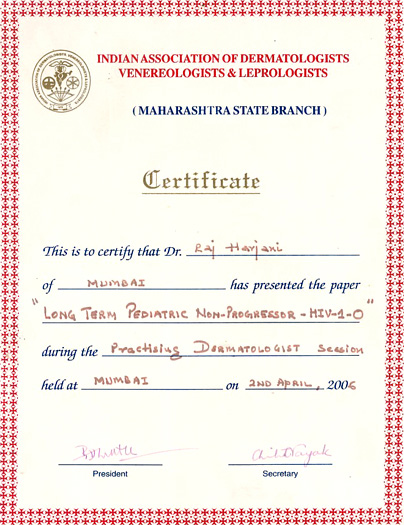 INDIAN ASSOCIATION OF DERMATOLOGISTS
VENEREOLOGISTS & LEPROLOGISTS
( MAHARASHTRA STATE BRANCH )
Certificate
This is to certify that Dr. Raj Harjani
of MUMBAI has presented the paper
"LONG TERM PEDIATRIC NON-PROGRESSOR - HIV-1-O"
during the Practising DERMATOLOGIST Session
held at MUMBAI on 2ND APRIL, 2006
President Secretary